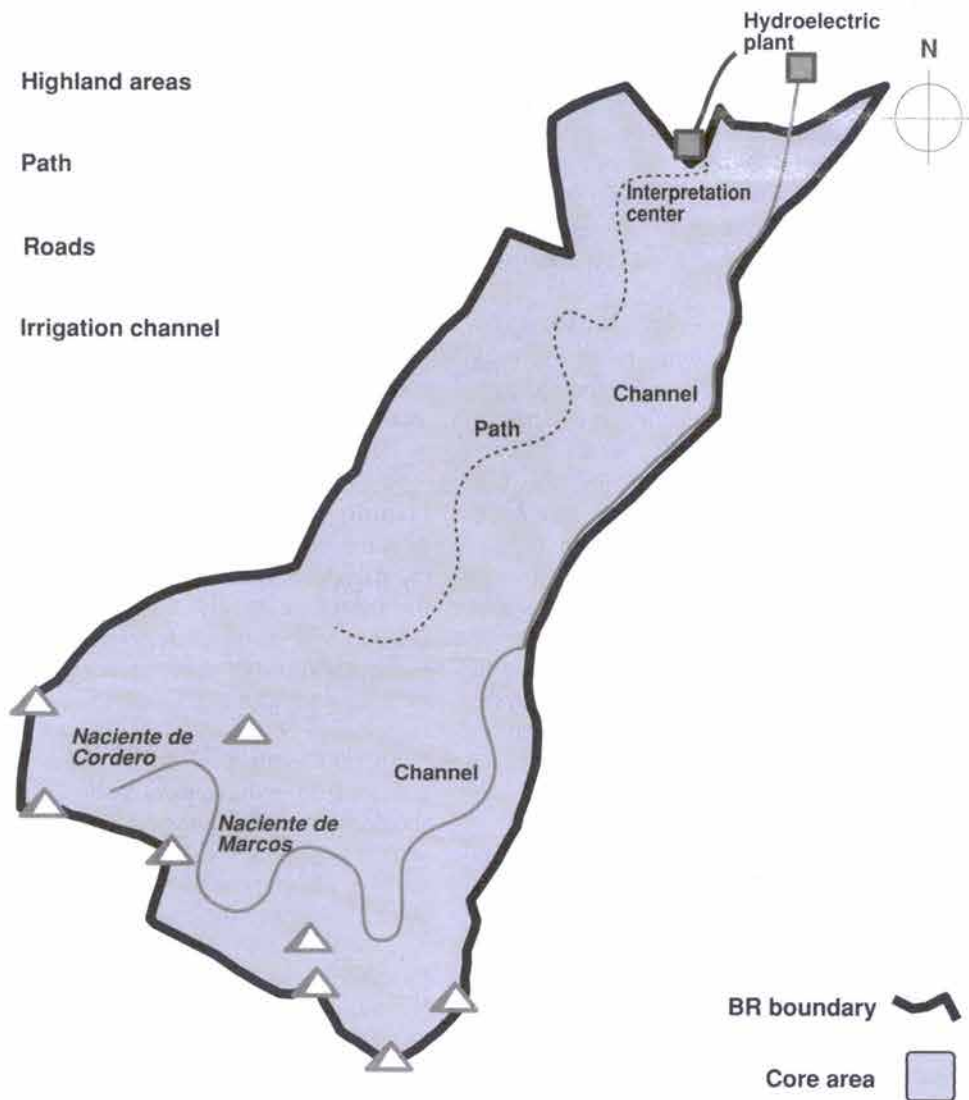 Hydroelectric
plant
N
Highland areas
Path
Interpretation
center
Roads
Irrigation channel
Channel
Path
Naciente de
Cordero
Channel
Naciente de
Marcos
BR boundary
Core area